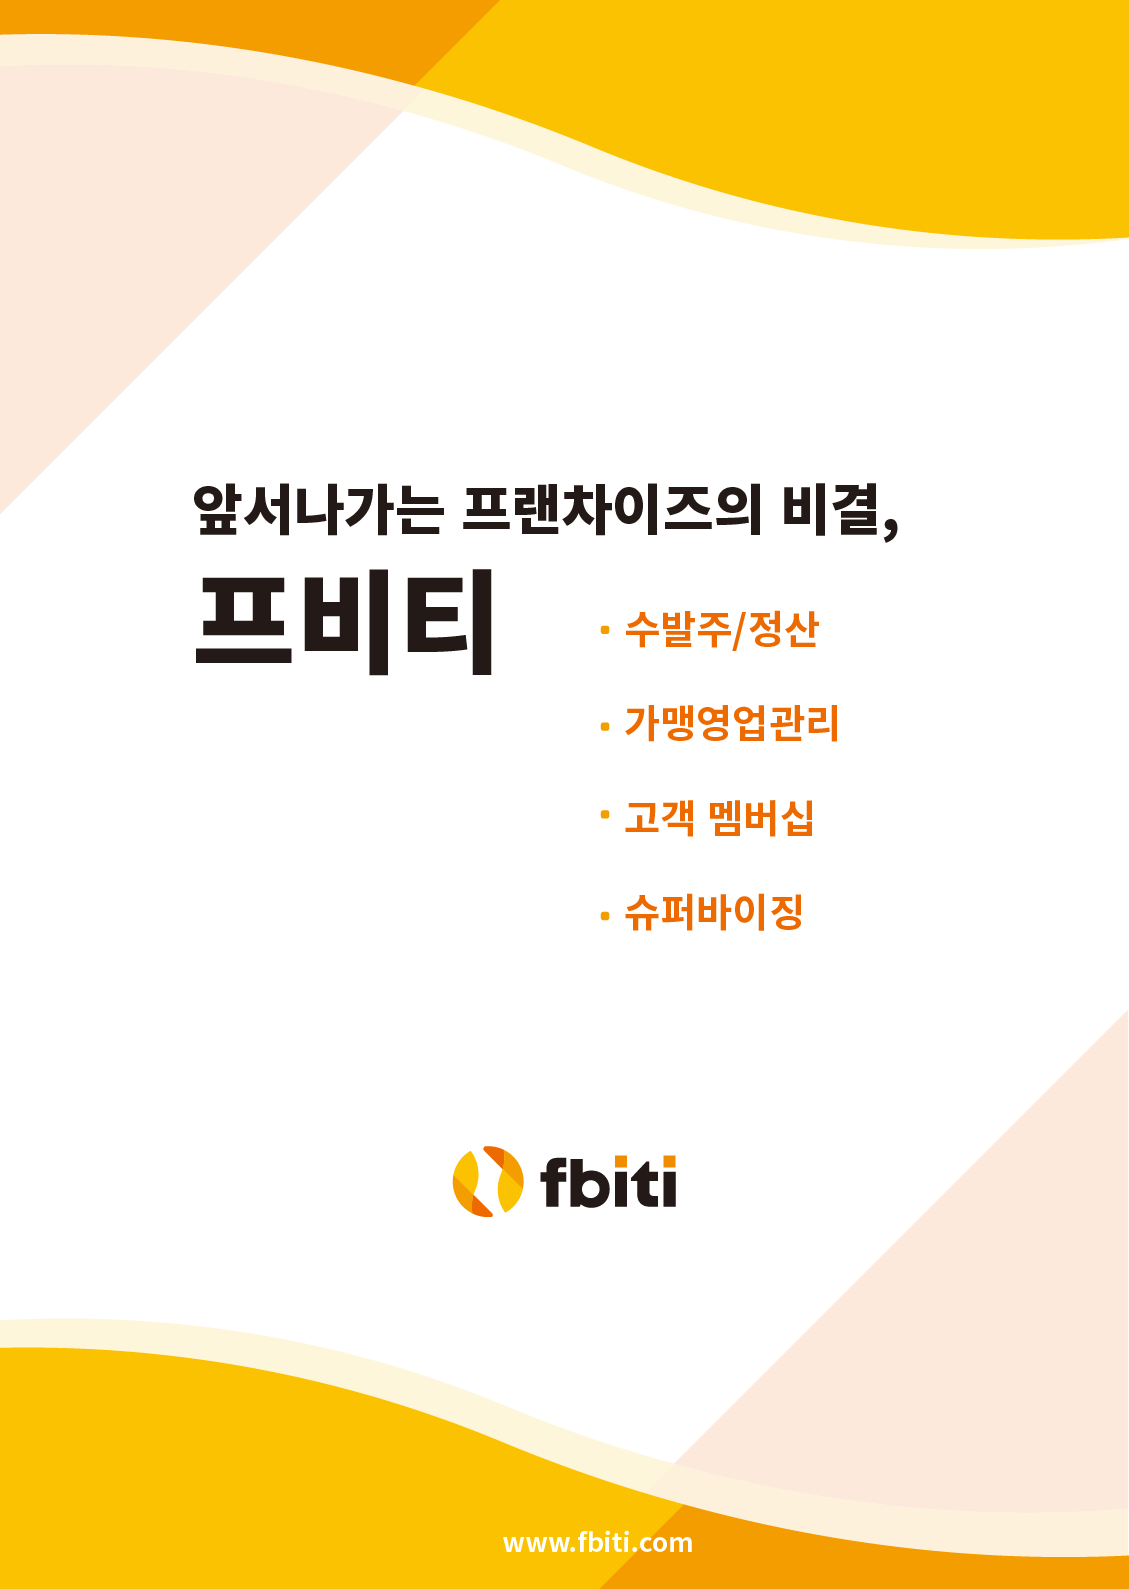 앞서나가는 프랜차이즈의 비결,
프비티
· 수발주/정산
· 가맹영업관리
· 고객 멤버십
· 슈퍼바이징
fbiti
www.fbiti.com